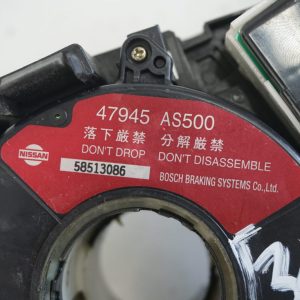 47945 AS500
落下厳禁 分解厳禁
DON'T DROP DON'T DISASSEMBLE
NISSAN
58513086
BOSCH BRAKING SYSTEMS Co.,Ltd.